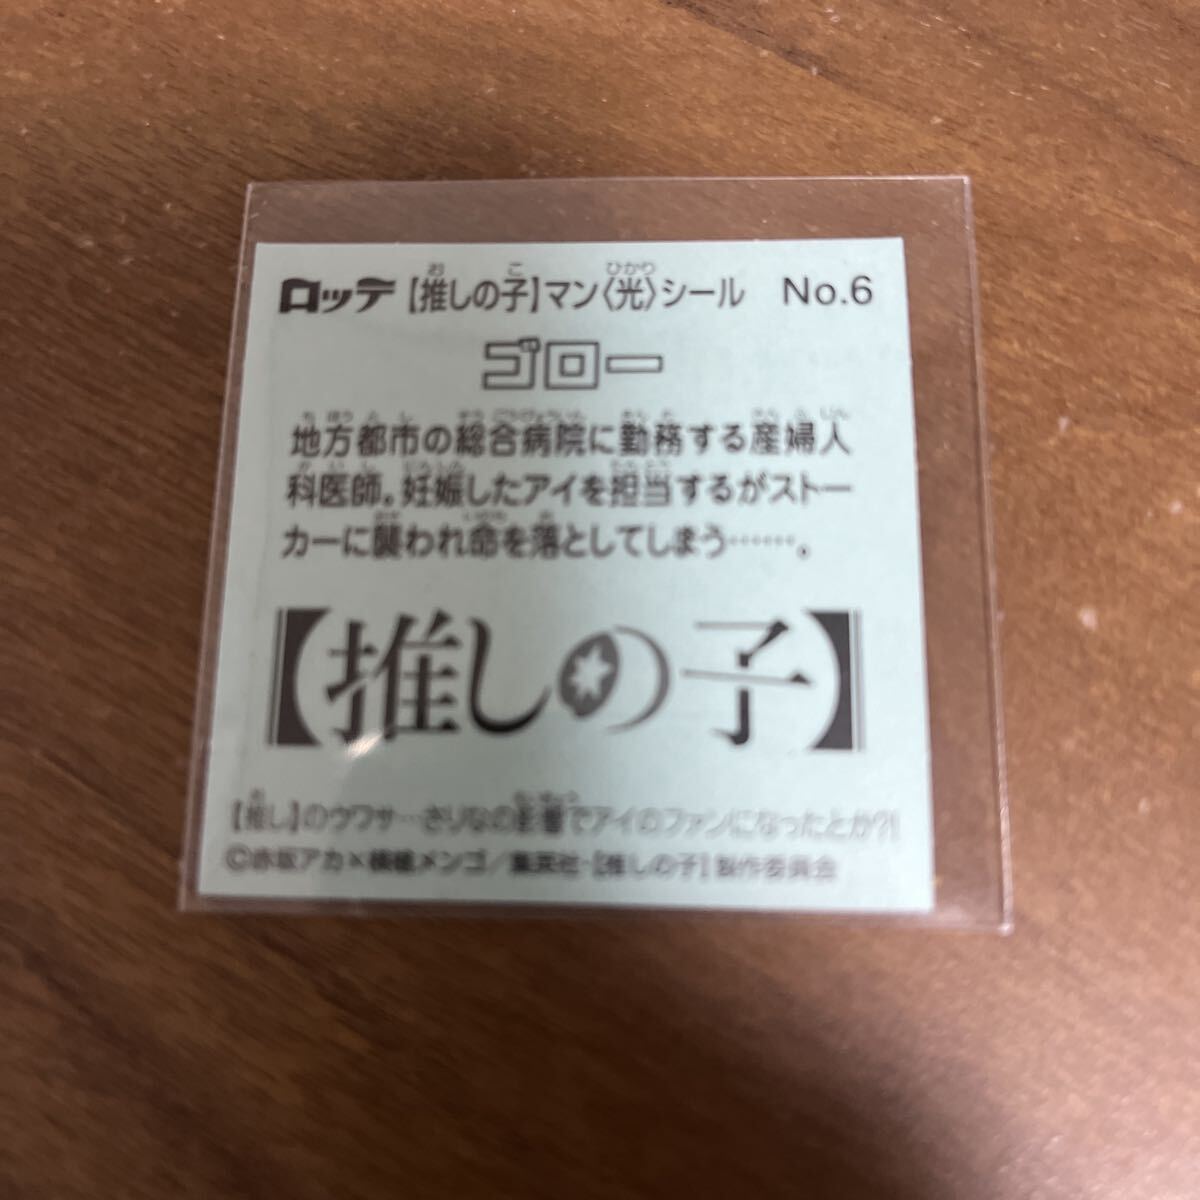 ロッテ 【推しの子】マン〈光〉シール No.6
ゴロー
地方都市の総合病院に勤務する産婦人
科医師。妊娠したアイを担当するがストー
カーに襲われ命を落としてしまう……。
【推しの子】
【推し】のウワサ…さりなの影響でアイのファンになったとか?!
©赤坂アカ×横槍メンゴ/集英社・【推しの子】製作委員会